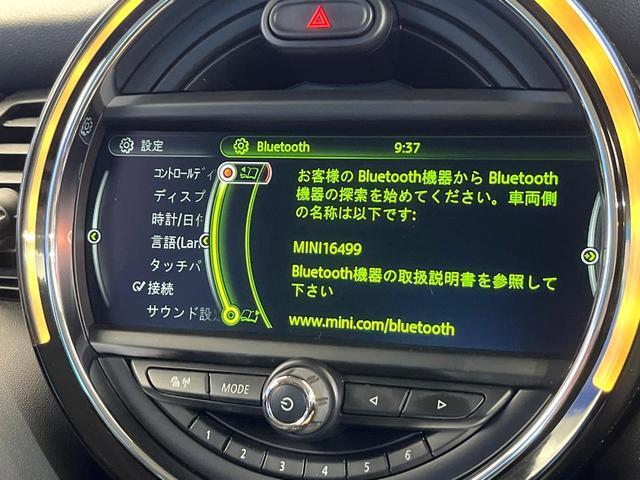 設定
Bluetooth
9:37
コントロールディ
ディスプ
時計/日付
言語(Lan
タッチパ
接続
サウンド設定
お客様の Bluetooth機器から Bluetooth
機器の探索を始めてください。車両側
の名称は以下です:
MINI16499
Bluetooth機器の取扱説明書を参照して
下さい
www.mini.com/bluetooth
MODE
1 2 3 4 5 6